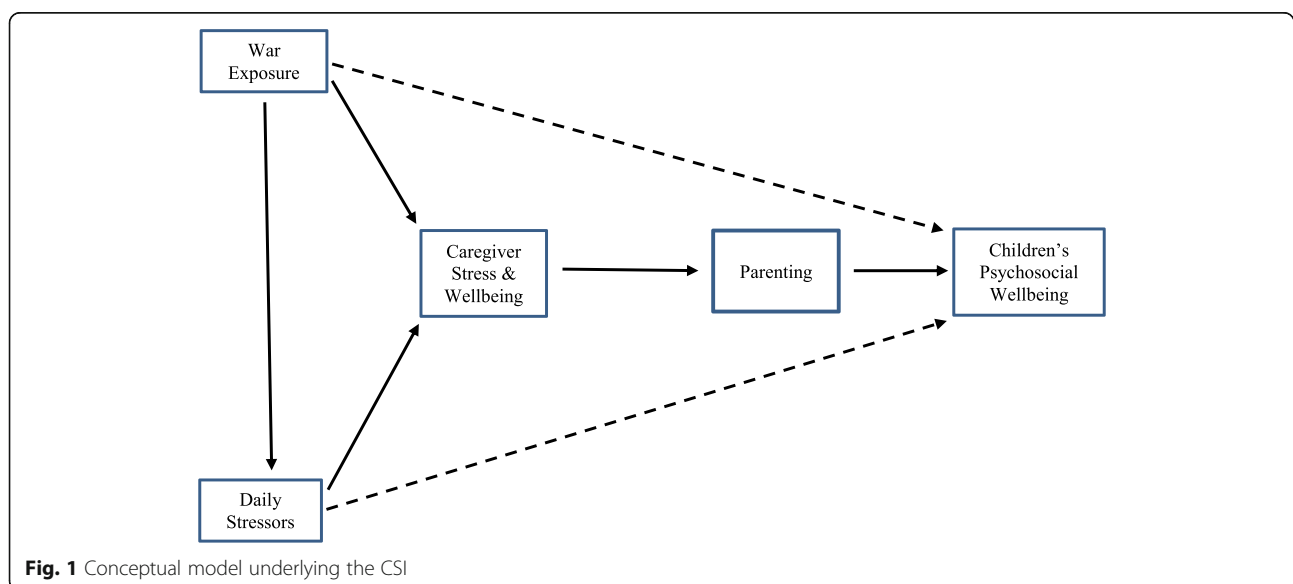 War
Exposure
Caregiver
Stress &
Wellbeing
Parenting
Children's
Psychosocial
Wellbeing
Daily
Stressors
Fig. 1 Conceptual model underlying the CSI